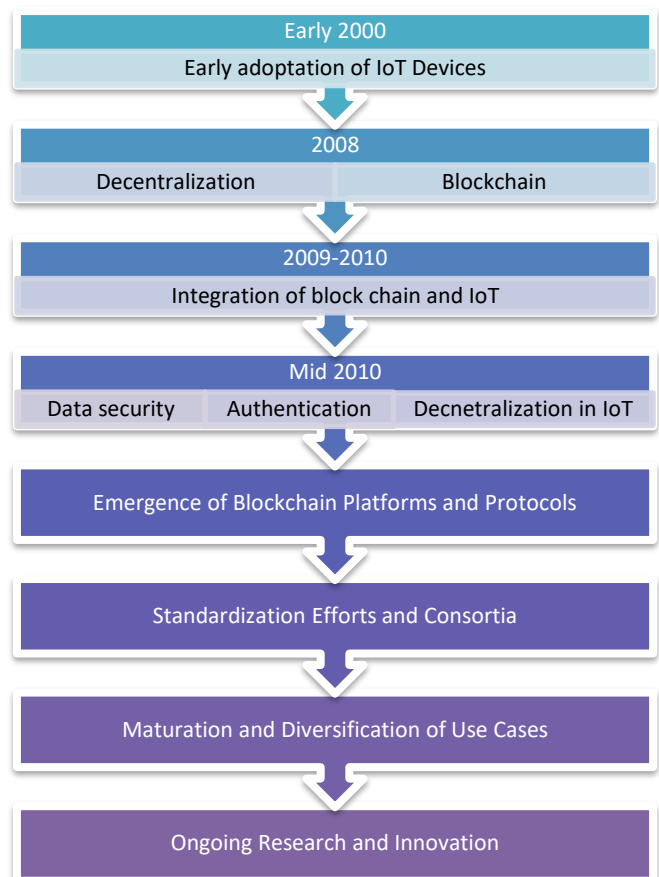 Early 2000
Early adoptation of IoT Devices
2008
Decentralization
Blockchain
2009-2010
Integration of block chain and IoT
Mid 2010
Data security
Authentication
Decnetralization in IoT
Emergence of Blockchain Platforms and Protocols
Standardization Efforts and Consortia
Maturation and Diversification of Use Cases
Ongoing Research and Innovation